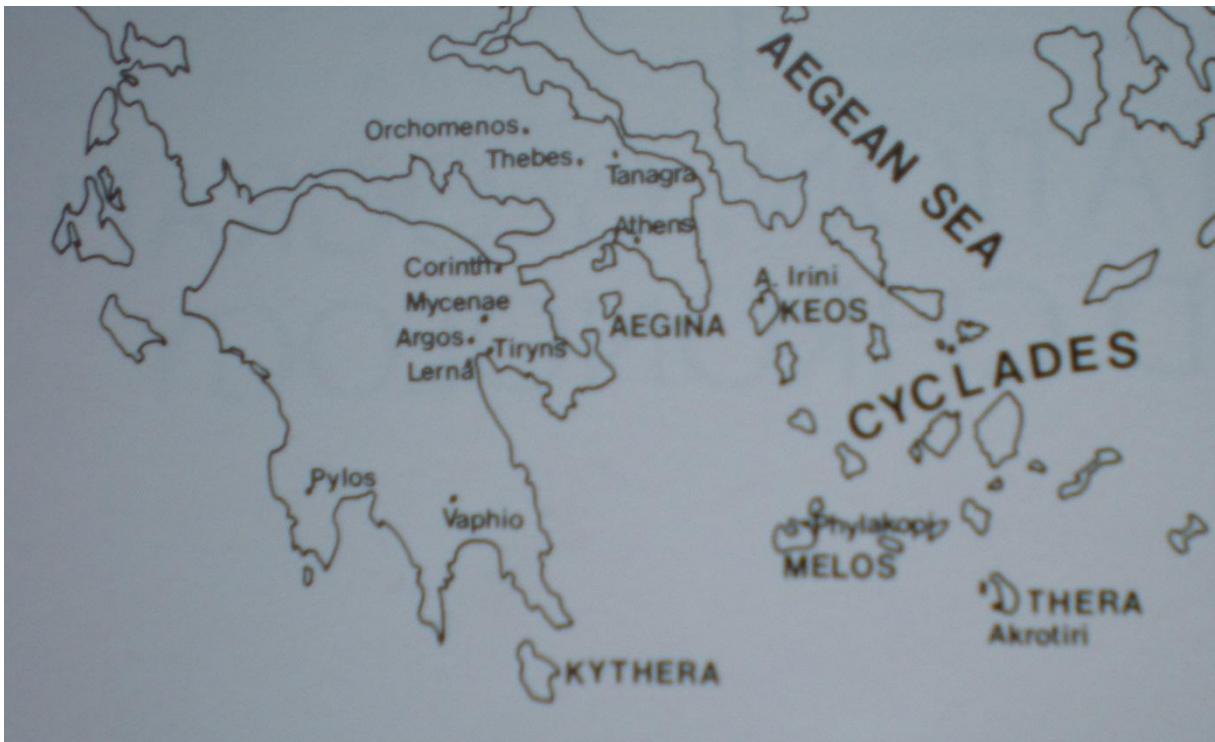 AEGEAN SEA
Orchomenos
Thebes
Tanagra
Athens
Corinth
A. Irini
KEOS
Mycenae
AEGINA
Argos
Tiryns
Lerna
CYCLADES
Pylos
Vaphio
Phylakopi
MELOS
THERA
Akrotiri
KYTHERA